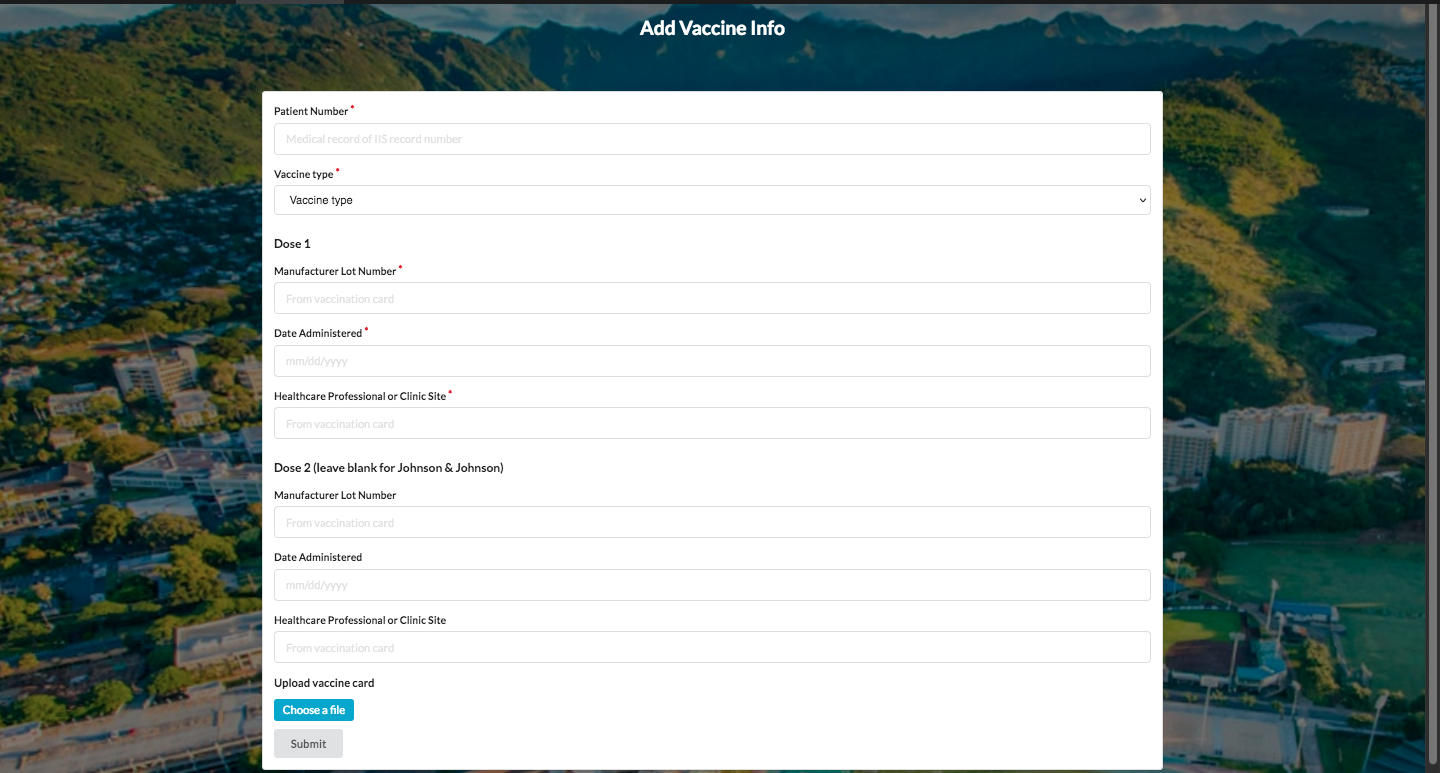 Add Vaccine Info
Patient Number *
Medical record of IIS record number
Vaccine type *
Vaccine type
Dose 1
Manufacturer Lot Number *
From vaccination card
Date Administered *
mm/dd/yyyy
Healthcare Professional or Clinic Site *
From vaccination card
Dose 2 (leave blank for Johnson & Johnson)
Manufacturer Lot Number
From vaccination card
Date Administered
mm/dd/yyyy
Healthcare Professional or Clinic Site
From vaccination card
Upload vaccine card
Choose a file
Submit